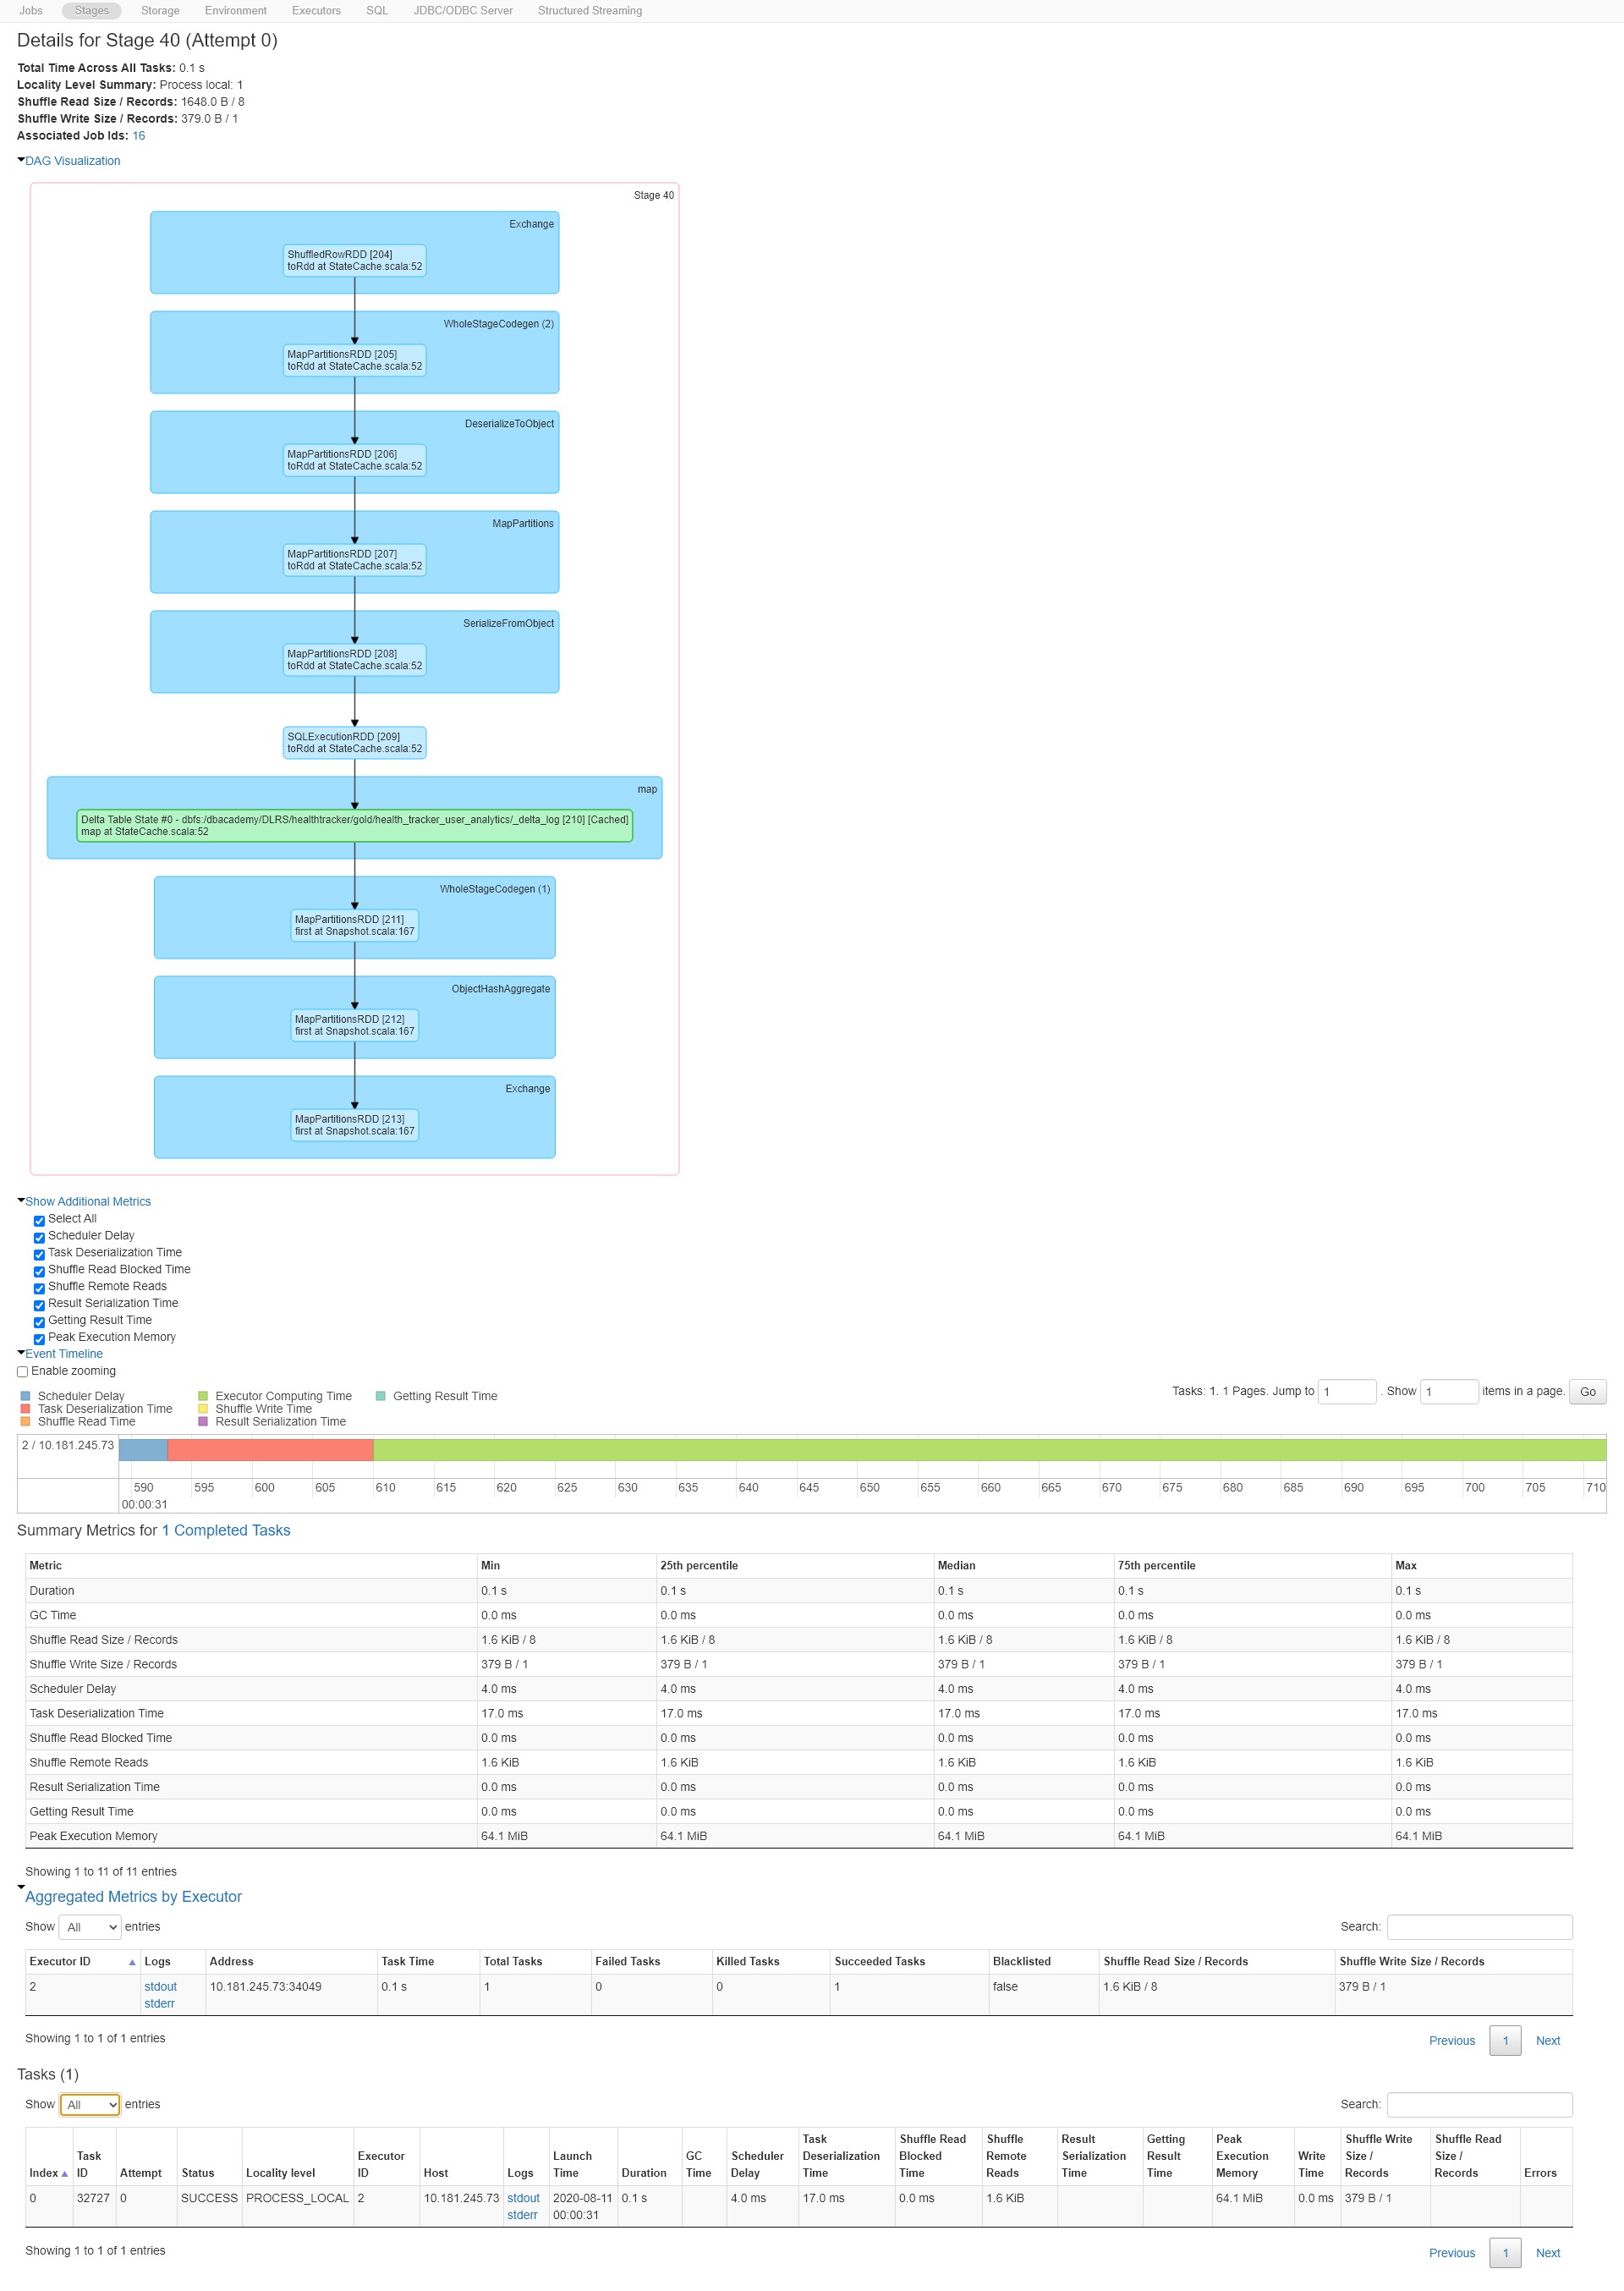 Jobs Stages Storage Environment Executors SQL JDBC/ODBC Server Structured Streaming
Details for Stage 40 (Attempt 0)
Total Time Across All Tasks: 0.1 s
Locality Level Summary: Process local: 1
Shuffle Read Size / Records: 1648.0 B / 8
Shuffle Write Size / Records: 379.0 B / 1
Associated Job Ids: 16
DAG Visualization
Stage 40
Exchange
ShuffledRowRDD [204]
toRdd at StateCache.scala:52
WholeStageCodegen (2)
MapPartitionsRDD [205]
toRdd at StateCache.scala:52
DeserializeToObject
MapPartitionsRDD [206]
toRdd at StateCache.scala:52
MapPartitions
MapPartitionsRDD [207]
toRdd at StateCache.scala:52
SerializeFromObject
MapPartitionsRDD [208]
toRdd at StateCache.scala:52
SQLExecutionRDD [209]
toRdd at StateCache.scala:52
map
Delta Table State #0 - dbfs:/dbacademy/DLRS/healthtracker/gold/health_tracker_user_analytics/_delta_log [210] [Cached]
map at StateCache.scala:52
WholeStageCodegen (1)
MapPartitionsRDD [211]
first at Snapshot.scala:167
ObjectHashAggregate
MapPartitionsRDD [212]
first at Snapshot.scala:167
Exchange
MapPartitionsRDD [213]
first at Snapshot.scala:167
Show Additional Metrics
Select All
Scheduler Delay
Task Deserialization Time
Shuffle Read Blocked Time
Shuffle Remote Reads
Result Serialization Time
Getting Result Time
Peak Execution Memory
Event Timeline
Enable zooming
Scheduler Delay Executor Computing Time Getting Result Time
Task Deserialization Time Shuffle Write Time
Shuffle Read Time Result Serialization Time
Tasks: 1. 1 Pages. Jump to 1 . Show 1 items in a page. Go
2 / 10.181.245.73
590 595 600 605 610 615 620 625 630 635 640 645 650 655 660 665 670 675 680 685 690 695 700 705 710
00:00:31
Summary Metrics for 1 Completed Tasks
Metric Min 25th percentile Median 75th percentile Max
Duration 0.1 s 0.1 s 0.1 s 0.1 s 0.1 s
GC Time 0.0 ms 0.0 ms 0.0 ms 0.0 ms 0.0 ms
Shuffle Read Size / Records 1.6 KiB / 8 1.6 KiB / 8 1.6 KiB / 8 1.6 KiB / 8 1.6 KiB / 8
Shuffle Write Size / Records 379 B / 1 379 B / 1 379 B / 1 379 B / 1 379 B / 1
Scheduler Delay 4.0 ms 4.0 ms 4.0 ms 4.0 ms 4.0 ms
Task Deserialization Time 17.0 ms 17.0 ms 17.0 ms 17.0 ms 17.0 ms
Shuffle Read Blocked Time 0.0 ms 0.0 ms 0.0 ms 0.0 ms 0.0 ms
Shuffle Remote Reads 1.6 KiB 1.6 KiB 1.6 KiB 1.6 KiB 1.6 KiB
Result Serialization Time 0.0 ms 0.0 ms 0.0 ms 0.0 ms 0.0 ms
Getting Result Time 0.0 ms 0.0 ms 0.0 ms 0.0 ms 0.0 ms
Peak Execution Memory 64.1 MiB 64.1 MiB 64.1 MiB 64.1 MiB 64.1 MiB
Showing 1 to 11 of 11 entries
Aggregated Metrics by Executor
Show All entries Search:
Executor ID Logs Address Task Time Total Tasks Failed Tasks Killed Tasks Succeeded Tasks Blacklisted Shuffle Read Size / Records Shuffle Write Size / Records
2 stdout 10.181.245.73:34049 0.1 s 1 0 0 1 false 1.6 KiB / 8 379 B / 1
stderr
Showing 1 to 1 of 1 entries Previous 1 Next
Tasks (1)
Show All entries Search:
Task Shuffle Read Shuffle Result Getting Peak Shuffle Write Shuffle Read
Task Executor Launch GC Scheduler Deserialization Blocked Remote Serialization Result Execution Write Size / Size /
Index ID Attempt Status Locality level ID Host Logs Time Duration Time Delay Time Time Reads Time Time Memory Time Records Records Errors
0 32727 0 SUCCESS PROCESS_LOCAL 2 10.181.245.73 stdout 2020-08-11 0.1 s 4.0 ms 17.0 ms 0.0 ms 1.6 KiB 64.1 MiB 0.0 ms 379 B / 1
stderr 00:00:31
Showing 1 to 1 of 1 entries Previous 1 Next